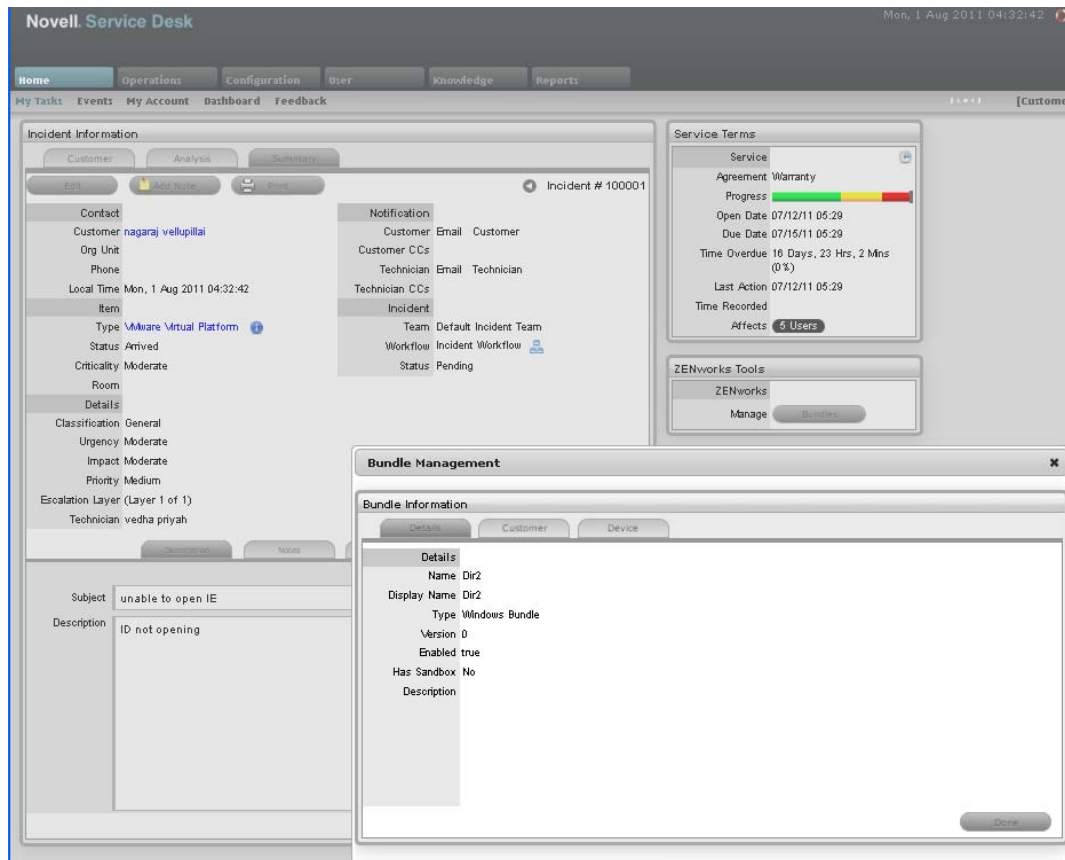 Novell. Service Desk
Mon, 1 Aug 2011 04:32:42
Home Operations Configuration User Knowledge Reports
My Tasks Events My Account Dashboard Feedback
[Custome
Incident Information
Customer Analysis Summary
Edit Add Note Print Incident # 100001
Contact
Customer nagaraj vellupillai
Org Unit
Phone
Local Time Mon, 1 Aug 2011 04:32:42
Item
Type VMware Virtual Platform
Status Arrived
Criticality Moderate
Room
Details
Classification General
Urgency Moderate
Impact Moderate
Priority Medium
Escalation Layer (Layer 1 of 1)
Technician vedha priyah
Notification
Customer Email Customer
Customer CCs
Technician Email Technician
Technician CCs
Incident
Team Default Incident Team
Workflow Incident Workflow
Status Pending
Description Notes
Subject unable to open IE
Description ID not opening
Service Terms
Service
Agreement Warranty
Progress
Open Date 07/12/11 05:29
Due Date 07/15/11 05:29
Time Overdue 16 Days, 23 Hrs, 2 Mins
(0%)
Last Action 07/12/11 05:29
Time Recorded
Affects 5 Users
ZENworks Tools
ZENworks
Manage Bundles
Bundle Management
Bundle Information
Details Customer Device
Details
Name Dir2
Display Name Dir2
Type Windows Bundle
Version 0
Enabled true
Has Sandbox No
Description
Done